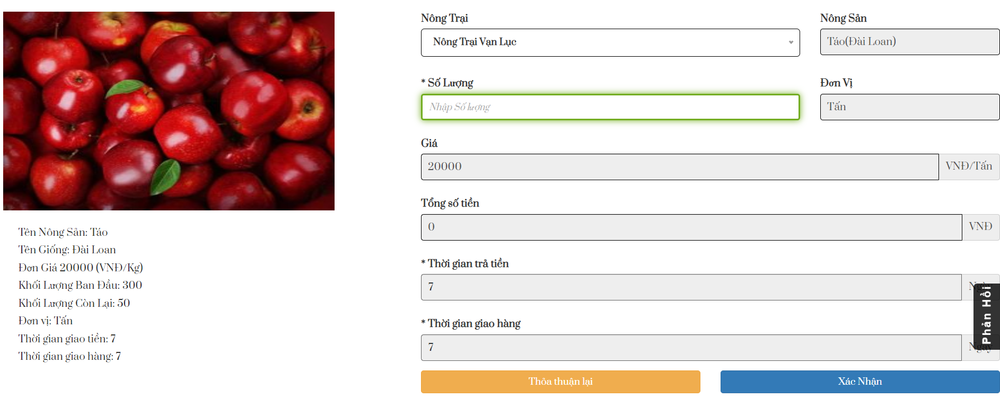 Tên Nông Sản: Táo
Tên Giống: Đài Loan
Đơn Giá 20000 (VNĐ/Kg)
Khối Lượng Ban Đầu: 300
Khối Lượng Còn Lại: 50
Đơn vị: Tấn
Thời gian giao tiền: 7
Thời gian giao hàng: 7
Nông Trại
Nông Sản
Nông Trại Vạn Lục
Táo(Đài Loan)
* Số Lượng
Đơn Vị
Nhập Số lượng
Tấn
Giá
20000
VNĐ/Tấn
Tổng số tiền
0
VNĐ
* Thời gian trả tiền
7
Ngày
* Thời gian giao hàng
7
Ngày
Phản Hồi
Thỏa thuận lại
Xác Nhận